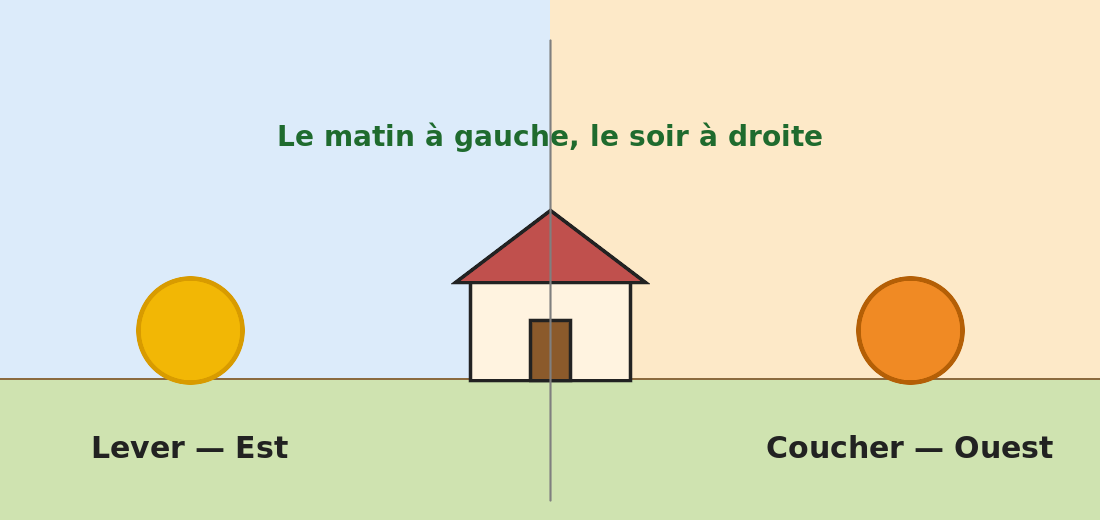 Le matin à gauche, le soir à droite
Lever — Est
Coucher — Ouest